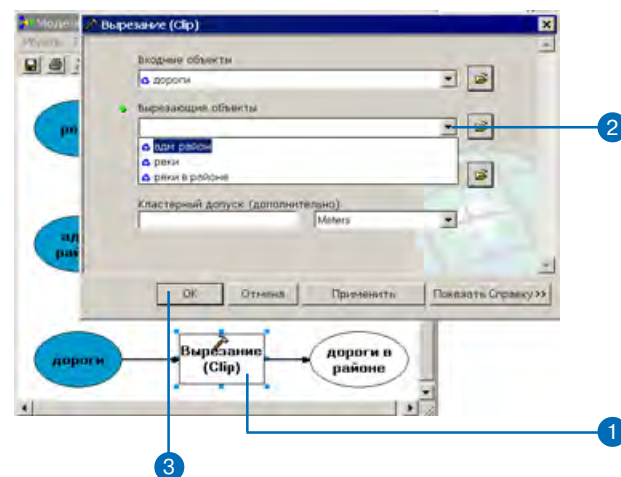 Вырезание (Clip)
Входные объекты
дороги
Вырезающие объекты
2
адм район
реки
реки в районе
Кластерный допуск (дополнительно)
Meters
OK
Отмена
Применить
Показать Справку >>
дороги
Вырезание
(Clip)
дороги в
районе
1
3